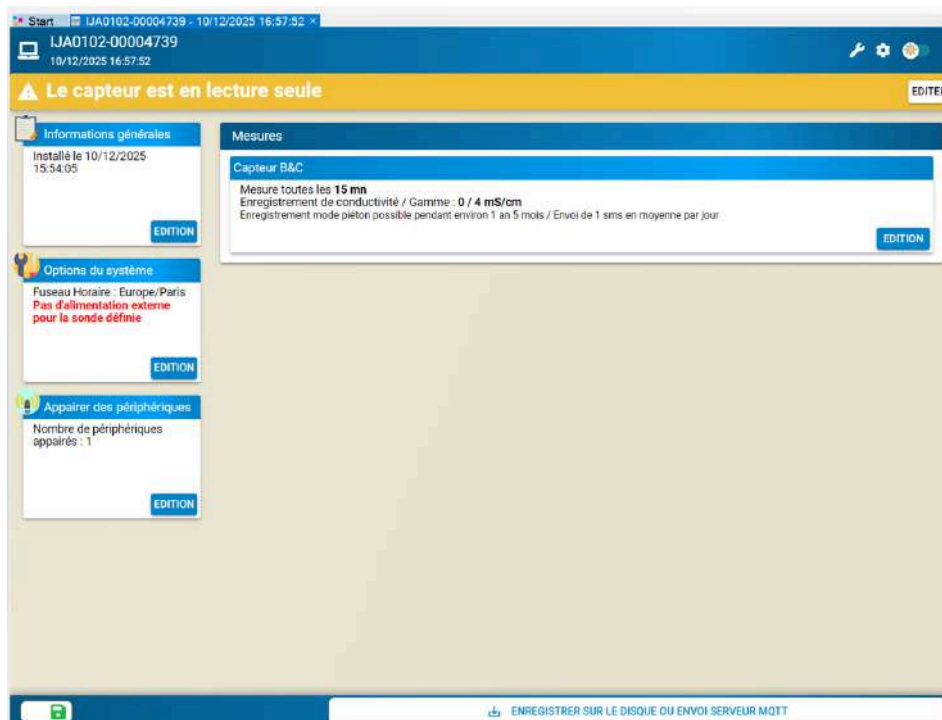 Start IJA0102-00004739 - 10/12/2025 16:57:52 ×
IJA0102-00004739
10/12/2025 16:57:52
Le capteur est en lecture seule
EDITE
Informations générales
Installé le 10/12/2025
15:54:05
EDITION
Options du système
Fuseau Horaire : Europe/Paris
Pas d'alimentation externe
pour la sonde définie
EDITION
Appairer des périphériques
Nombre de périphériques
appairés : 1
EDITION
Mesures
Capteur B&C
Mesure toutes les 15 mn
Enregistrement de conductivité / Gamme : 0 / 4 mS/cm
Enregistrement mode piéton possible pendant environ 1 an 5 mois / Envoi de 1 sms en moyenne par jour
EDITION
ENREGISTRER SUR LE DISQUE OU ENVOI SERVEUR MQTT